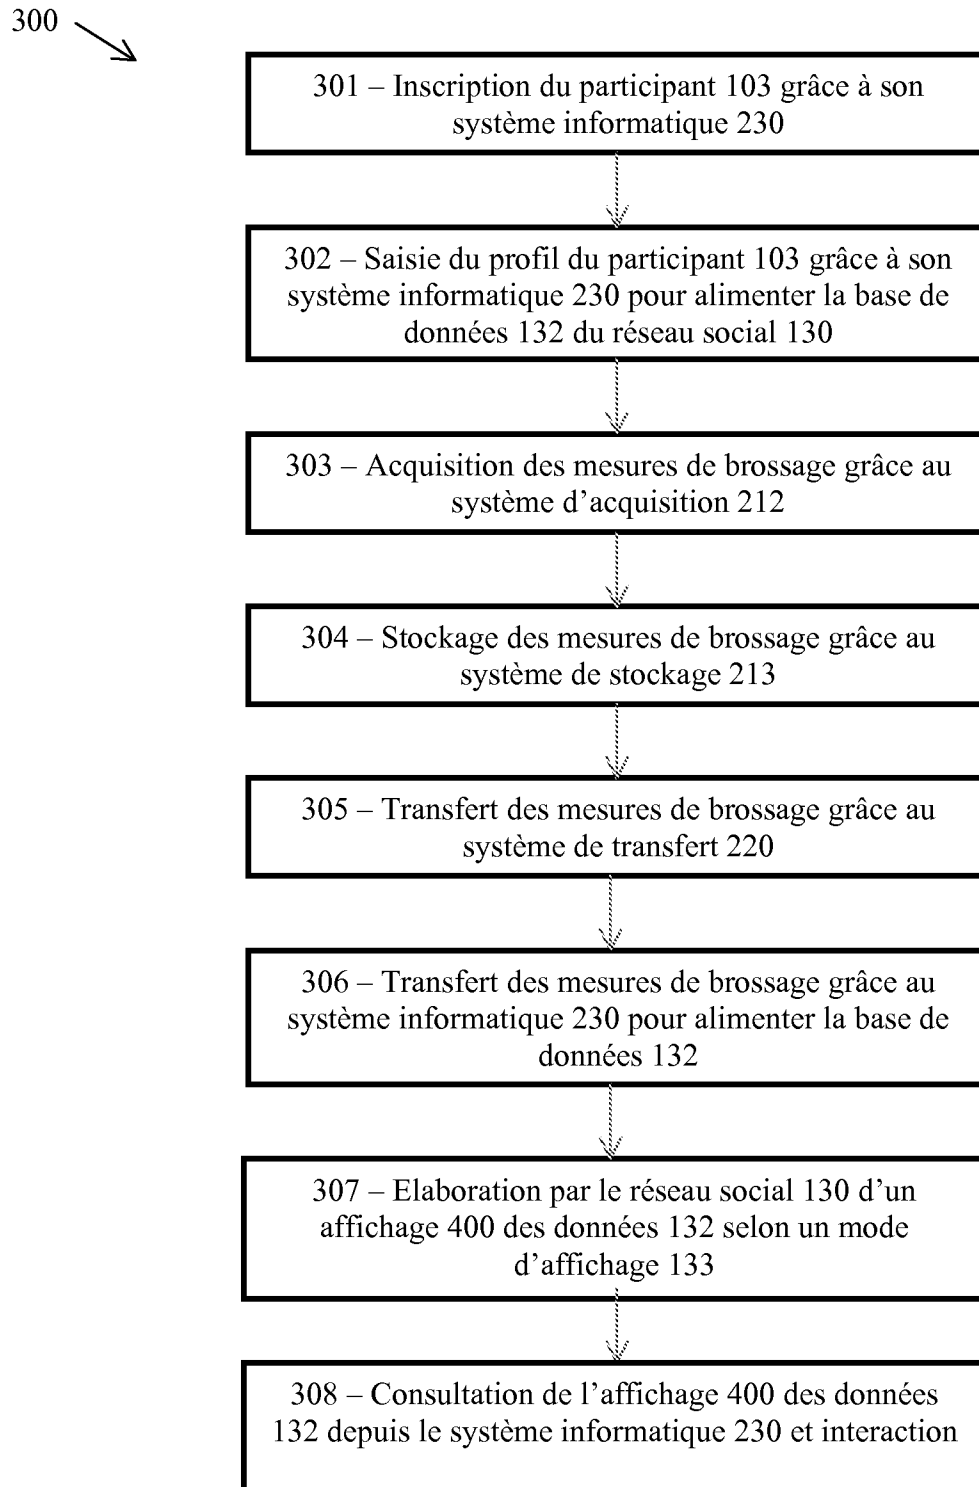 300
301 – Inscription du participant 103 grâce à son
système informatique 230
302 – Saisie du profil du participant 103 grâce à son
système informatique 230 pour alimenter la base de
données 132 du réseau social 130
303 – Acquisition des mesures de brossage grâce au
système d’acquisition 212
304 – Stockage des mesures de brossage grâce au
système de stockage 213
305 – Transfert des mesures de brossage grâce au
système de transfert 220
306 – Transfert des mesures de brossage grâce au
système informatique 230 pour alimenter la base de
données 132
307 – Elaboration par le réseau social 130 d’un
affichage 400 des données 132 selon un mode
d’affichage 133
308 – Consultation de l’affichage 400 des données
132 depuis le système informatique 230 et interaction